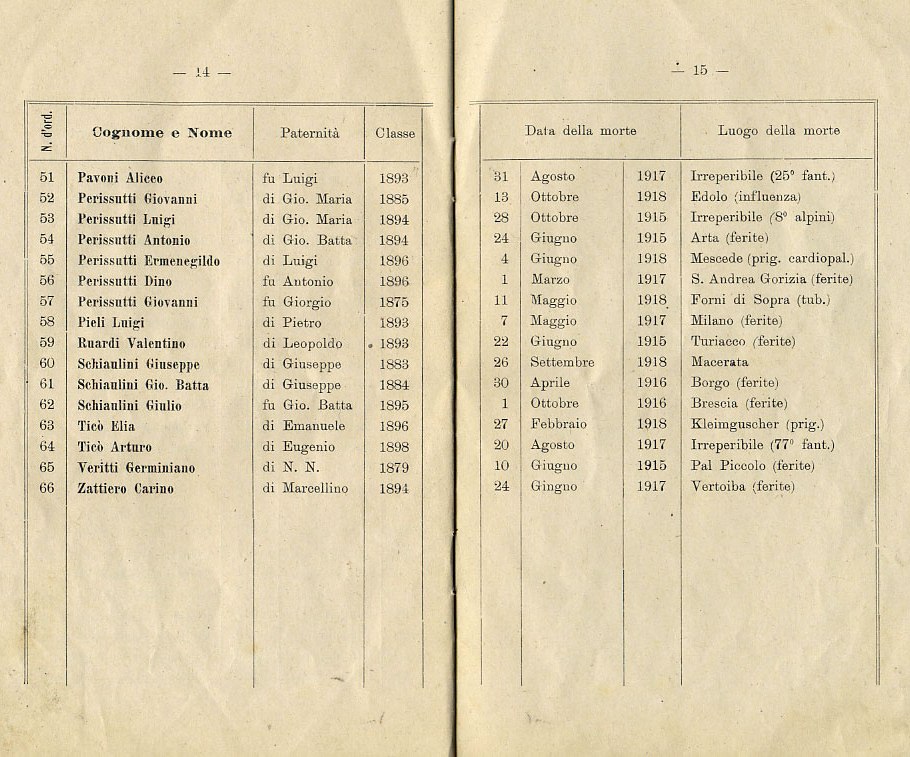 — 14 —
N. d'ord. Cognome e Nome Paternità Classe
51 Pavoni Aliceo fu Luigi 1893
52 Perissutti Giovanni di Gio. Maria 1885
53 Perissutti Luigi di Gio. Maria 1894
54 Perissutti Antonio di Gio. Batta 1894
55 Perissutti Ermenegildo di Luigi 1896
56 Perissutti Dino fu Antonio 1896
57 Perissutti Giovanni fu Giorgio 1875
58 Pieli Luigi di Pietro 1893
59 Ruardi Valentino di Leopoldo 1893
60 Schiaulini Giuseppe di Giuseppe 1883
61 Schiaulini Gio. Batta di Giuseppe 1884
62 Schiaulini Giulio fu Gio. Batta 1895
63 Ticò Elia di Emanuele 1896
64 Ticò Arturo di Eugenio 1898
65 Veritti Germiniano di N. N. 1879
66 Zattiero Carino di Marcellino 1894
— 15 —
Data della morte Luogo della morte
31 Agosto 1917 Irreperibile (25° fant.)
13 Ottobre 1918 Edolo (influenza)
28 Ottobre 1915 Irreperibile (8° alpini)
24 Giugno 1915 Arta (ferite)
4 Giugno 1918 Mescede (prig. cardiopal.)
1 Marzo 1917 S. Andrea Gorizia (ferite)
11 Maggio 1918 Forni di Sopra (tub.)
7 Maggio 1917 Milano (ferite)
22 Giugno 1915 Turiacco (ferite)
26 Settembre 1918 Macerata
30 Aprile 1916 Borgo (ferite)
1 Ottobre 1916 Brescia (ferite)
27 Febbraio 1918 Kleimguscher (prig.)
20 Agosto 1917 Irreperibile (77° fant.)
10 Giugno 1915 Pal Piccolo (ferite)
24 Gingno 1917 Vertoiba (ferite)